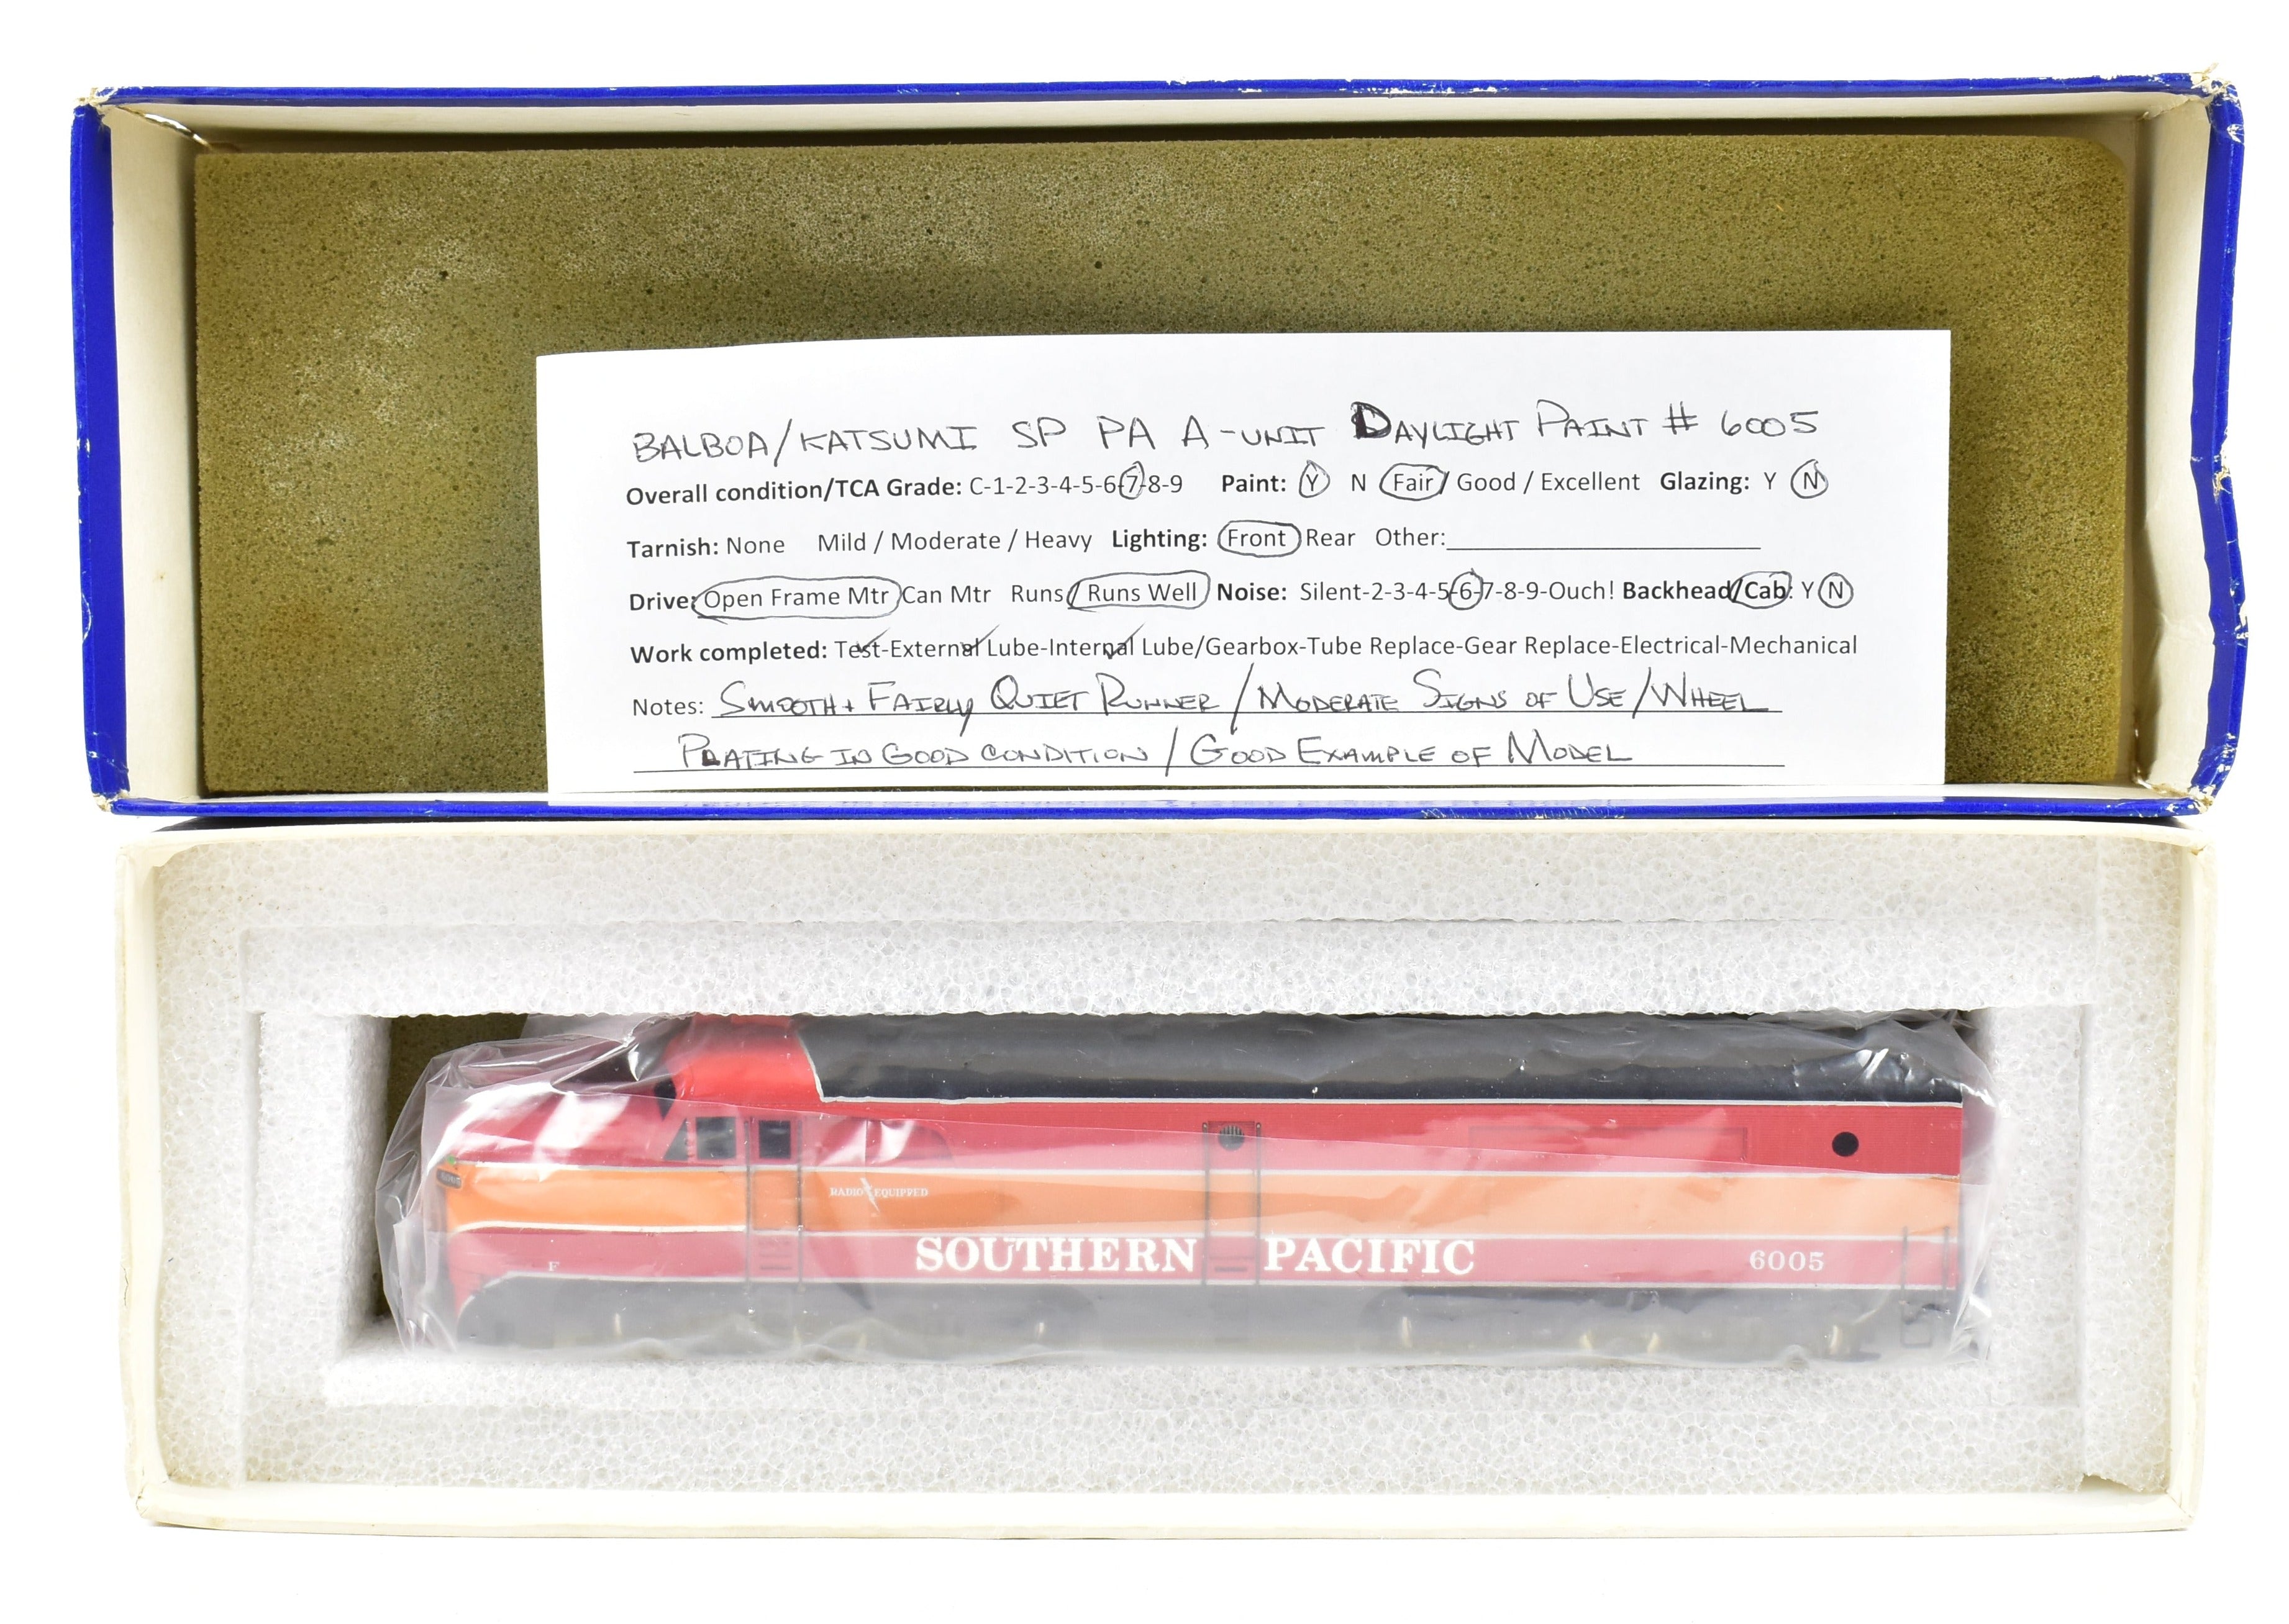 BALBOA/KATSUMI SP PA A-UNIT DAYLIGHT PAINT # 6005
Overall condition/TCA Grade: C-1-2-3-4-5-6-7-8-9 Paint: Y N Fair / Good / Excellent Glazing: Y N
Tarnish: None Mild / Moderate / Heavy Lighting: Front Rear Other:
Drive: Open Frame Mtr Can Mtr Runs / Runs Well Noise: Silent-2-3-4-5-6-7-8-9-Ouch! Backhead/Cab: Y N
Work completed: Test-External Lube-Internal Lube/Gearbox-Tube Replace-Gear Replace-Electrical-Mechanical
Notes: SMOOTH + FAIRLY QUIET RUNNER / MODERATE SIGNS OF USE / WHEEL
PLATING IN GOOD CONDITION / GOOD EXAMPLE OF MODEL
RADIO EQUIPPED
SOUTHERN PACIFIC 6005
F